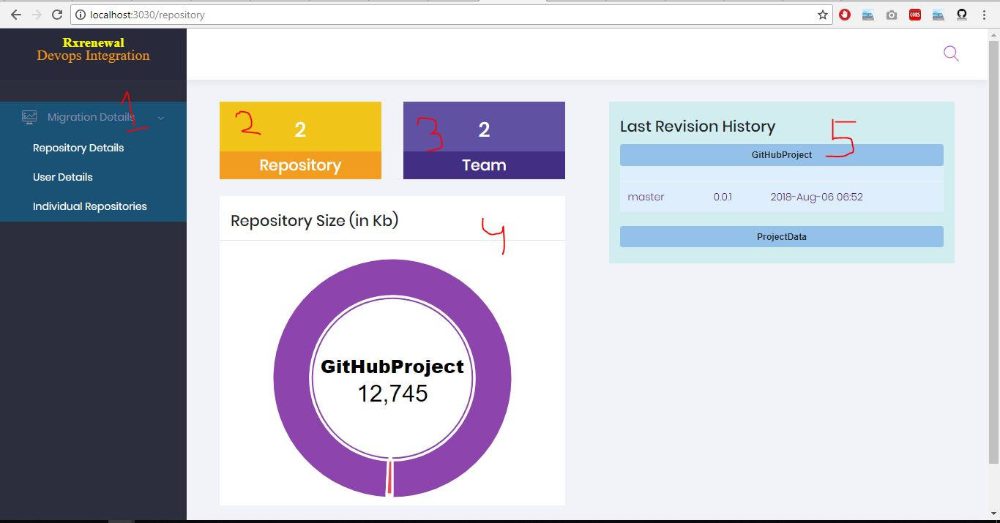 localhost:3030/repository
CORS
Rxrenewal
Devops Integration
1
Migration Details
Repository Details
User Details
Individual Repositories
2
2
Repository
3
2
Team
4
Repository Size (in Kb)
GitHubProject
12,745
5
Last Revision History
GitHubProject
master 0.0.1 2018-Aug-06 06:52
ProjectData